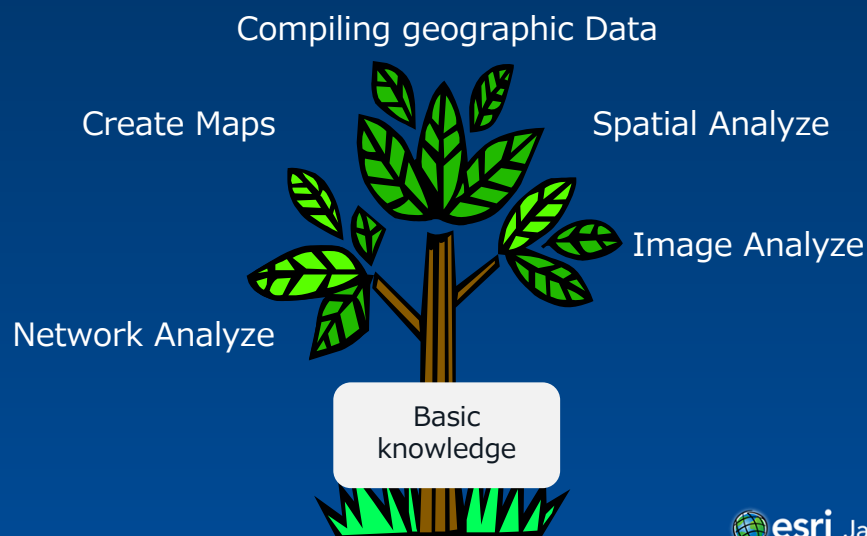 Compiling geographic Data
Create Maps
Spatial Analyze
Image Analyze
Network Analyze
Basic
knowledge
esri